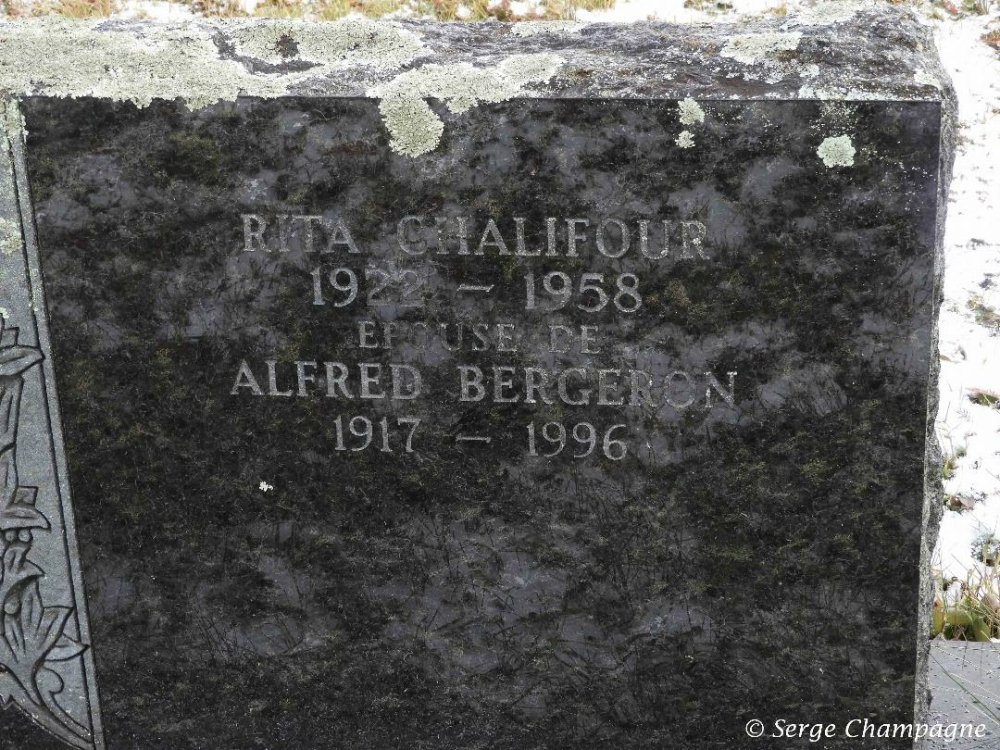 RITA CHALIFOUR
1922 – 1958
EPOUSE DE
ALFRED BERGERON
1917 – 1996
© Serge Champagne